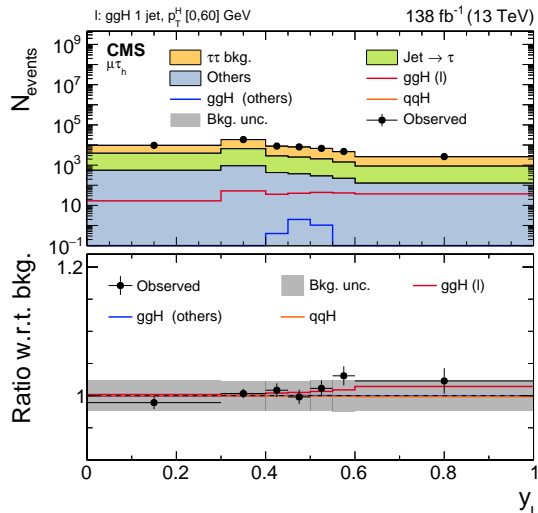 l: ggH 1 jet, p_T^H [0,60] GeV 138 fb⁻¹ (13 TeV)
CMS
μτ_h
ττ bkg. Jet → τ
Others ggH (l)
ggH (others) qqH
Bkg. unc. Observed
N_events
10⁹
10⁷
10⁵
10³
10
10⁻¹
Observed Bkg. unc. ggH (l)
ggH (others) qqH
Ratio w.r.t. bkg.
1.2
1
0 0.2 0.4 0.6 0.8 1
y_l